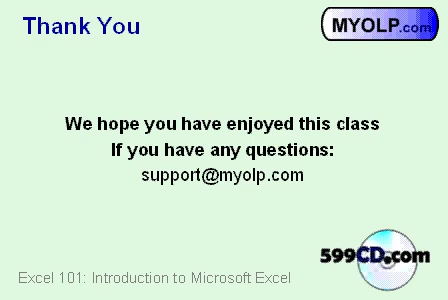 Thank You
MYOLP.com
We hope you have enjoyed this class
If you have any questions:
support@myolp.com
599CD.com
Excel 101: Introduction to Microsoft Excel